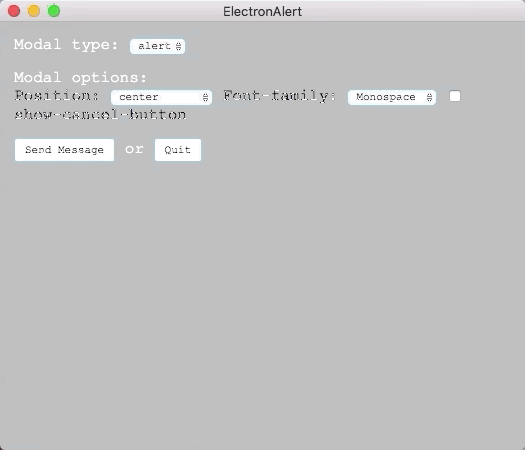 ElectronAlert
Modal type: alert
Modal options:
Position: center Font-family: Monospace
show-cancel-button
Send Message or Quit